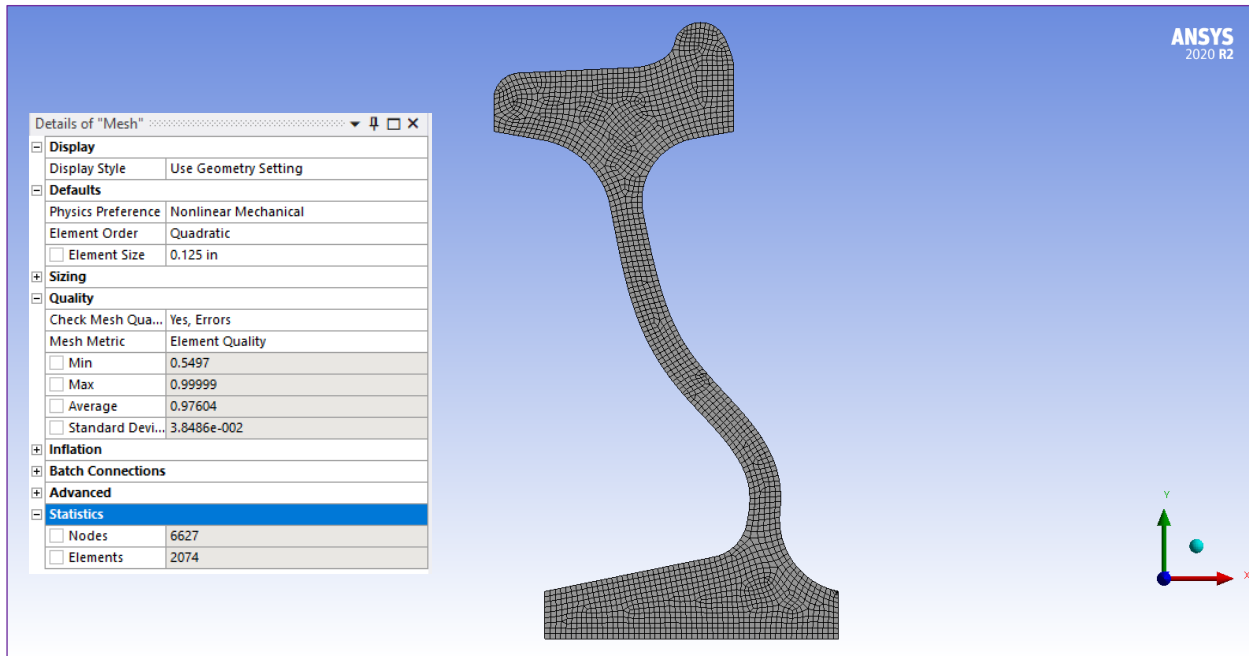 ANSYS
2020 R2
Details of "Mesh"
Display
Display Style Use Geometry Setting
Defaults
Physics Preference Nonlinear Mechanical
Element Order Quadratic
Element Size 0.125 in
Sizing
Quality
Check Mesh Qua... Yes, Errors
Mesh Metric Element Quality
Min 0.5497
Max 0.99999
Average 0.97604
Standard Devi... 3.8486e-002
Inflation
Batch Connections
Advanced
Statistics
Nodes 6627
Elements 2074
Y
X